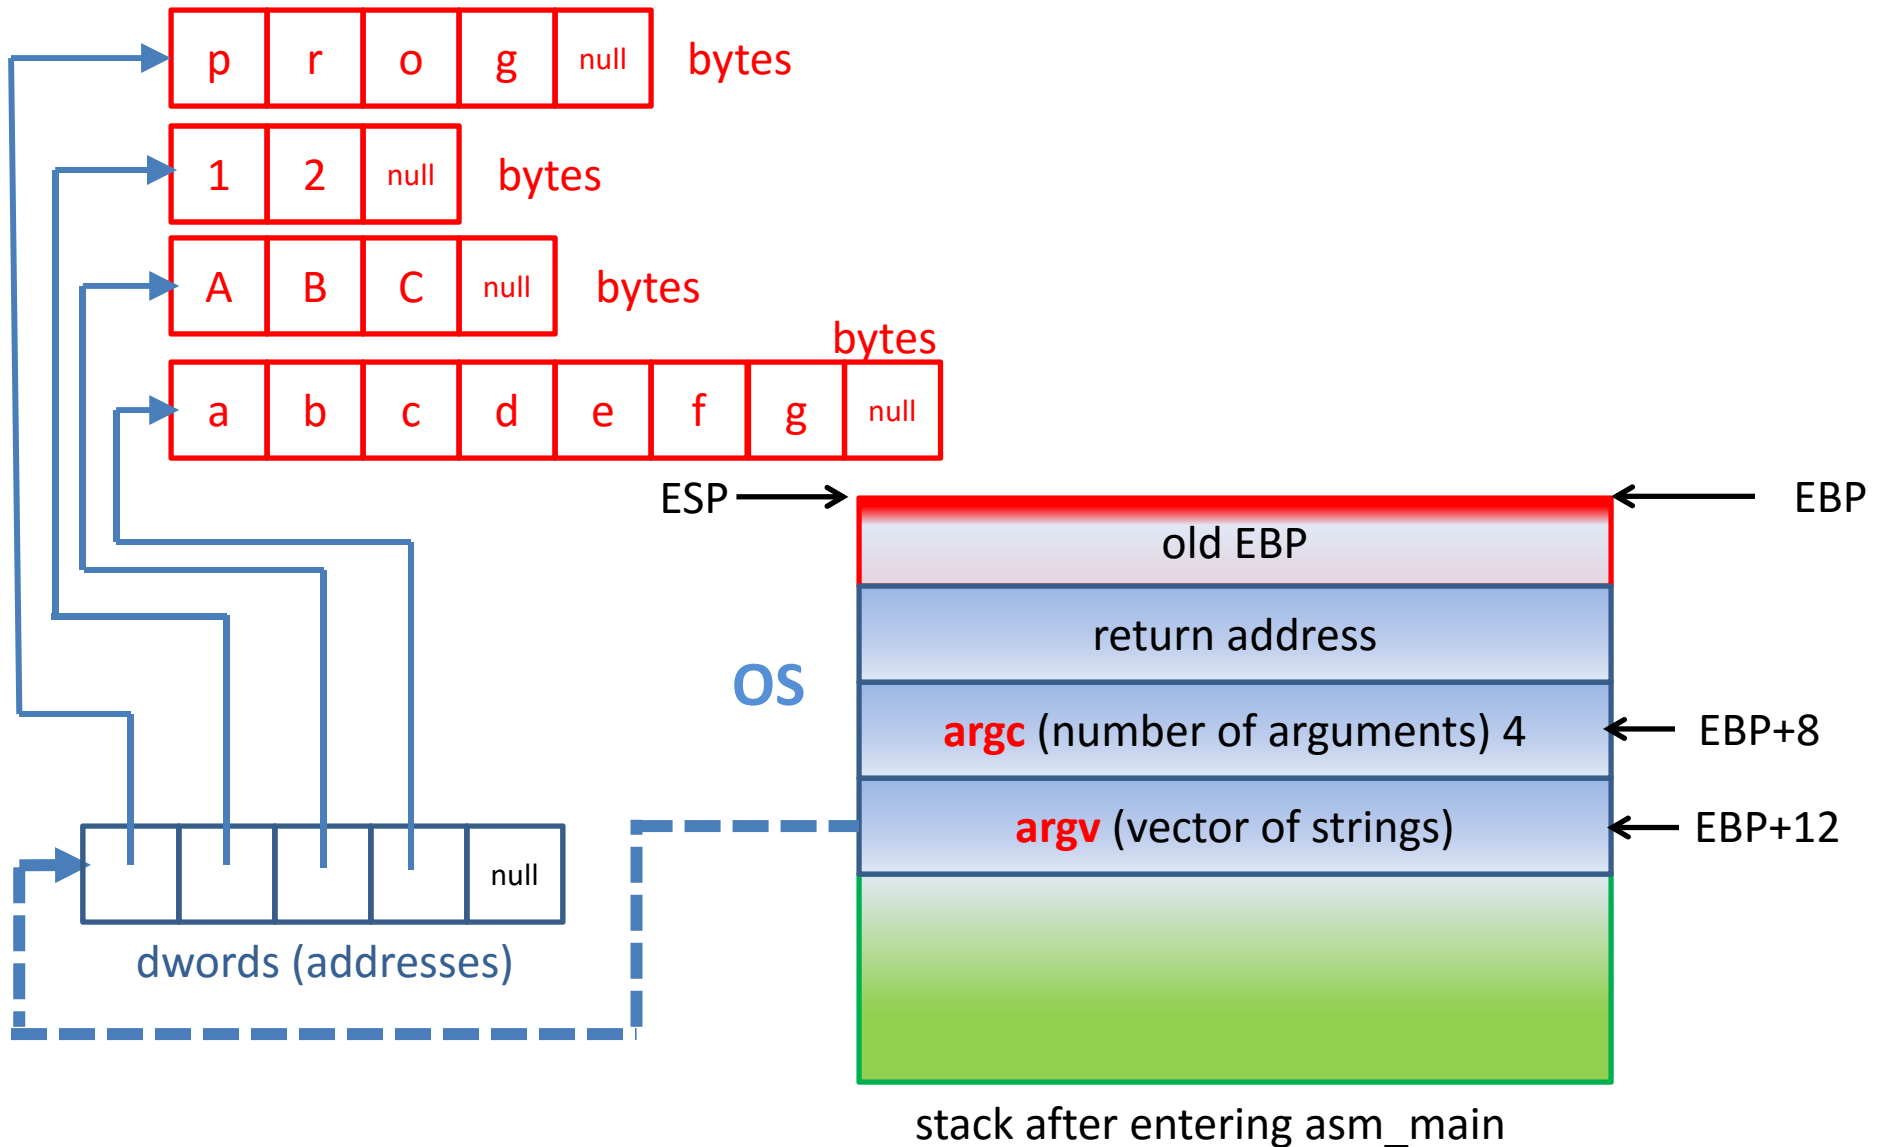 p r o g null bytes
1 2 null bytes
A B C null bytes
bytes
a b c d e f g null
ESP
EBP
old EBP
return address
OS
argc (number of arguments) 4
EBP+8
argv (vector of strings)
EBP+12
null
dwords (addresses)
stack after entering asm_main